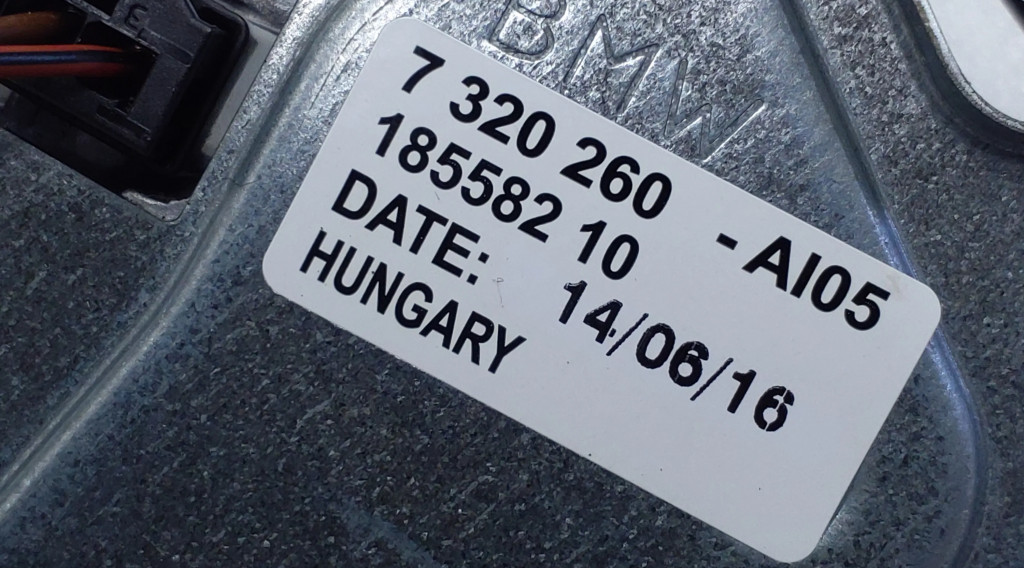 BMW
7 320 260 - AI05
185582 10
DATE: 14/06/16
HUNGARY